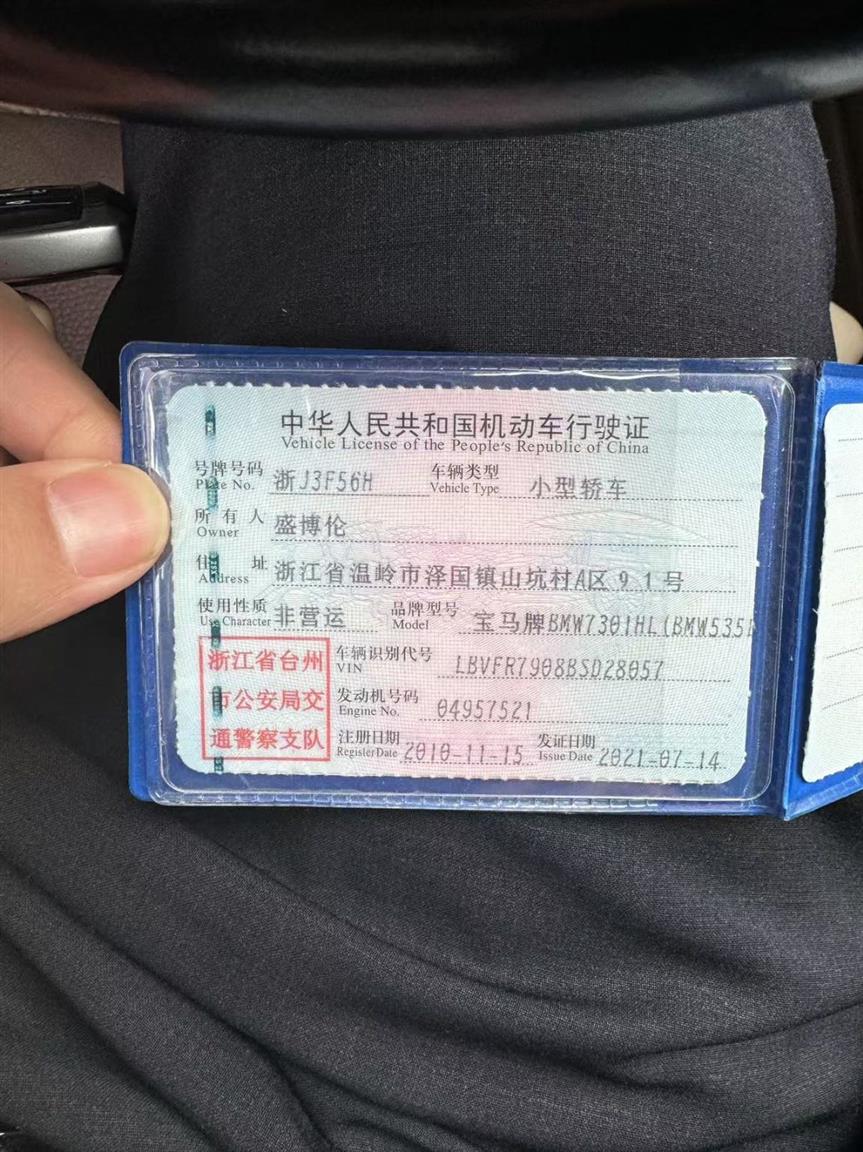 中华人民共和国机动车行驶证
Vehicle License of the People's Republic of China
号牌号码 浙J3F56H 车辆类型 小型轿车
Plate No. Vehicle Type
所有人 盛博伦
Owner
住址 浙江省温岭市泽国镇山坑村A区91号
Address
使用性质 非营运 品牌型号 宝马牌BMW7301HL(BMW535l
Use Character Model
浙江省台州
市公安局交
通警察支队
车辆识别代号 LBVFR7908BSD28057
VIN
发动机号码 04957521
Engine No.
注册日期 2010-11-15 发证日期 2021-07-14
Register Date Issue Date